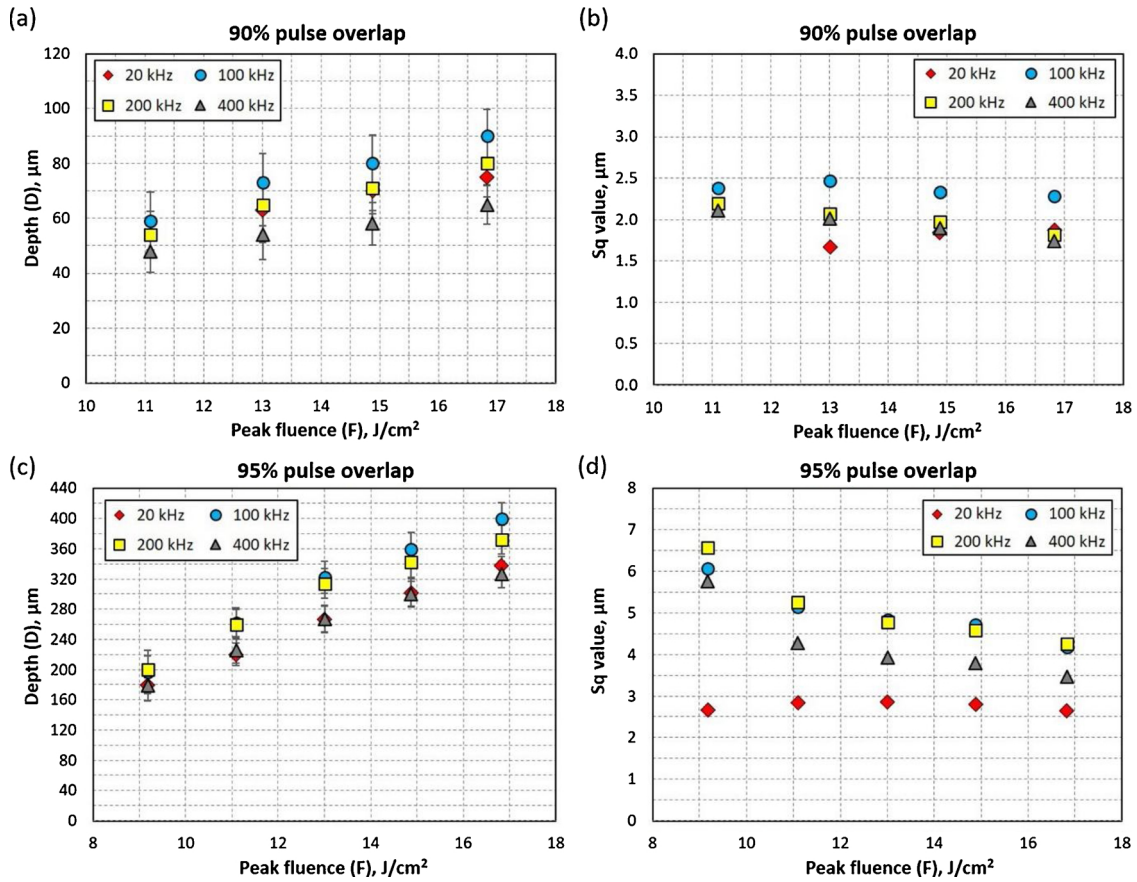 (a)
90% pulse overlap
120
100
80
60
40
20
0
Depth (D), µm
20 kHz 100 kHz
200 kHz 400 kHz
10 11 12 13 14 15 16 17 18
Peak fluence (F), J/cm²
(b)
90% pulse overlap
4.0
3.5
3.0
2.5
2.0
1.5
1.0
0.5
0.0
Sq value, µm
20 kHz 100 kHz
200 kHz 400 kHz
10 11 12 13 14 15 16 17 18
Peak fluence (F), J/cm²
(c)
95% pulse overlap
440
400
360
320
280
240
200
160
120
80
40
0
Depth (D), µm
20 kHz 100 kHz
200 kHz 400 kHz
8 10 12 14 16 18
Peak fluence (F), J/cm²
(d)
95% pulse overlap
8
7
6
5
4
3
2
1
0
Sq value, µm
20 kHz 100 kHz
200 kHz 400 kHz
8 10 12 14 16 18
Peak fluence (F), J/cm²